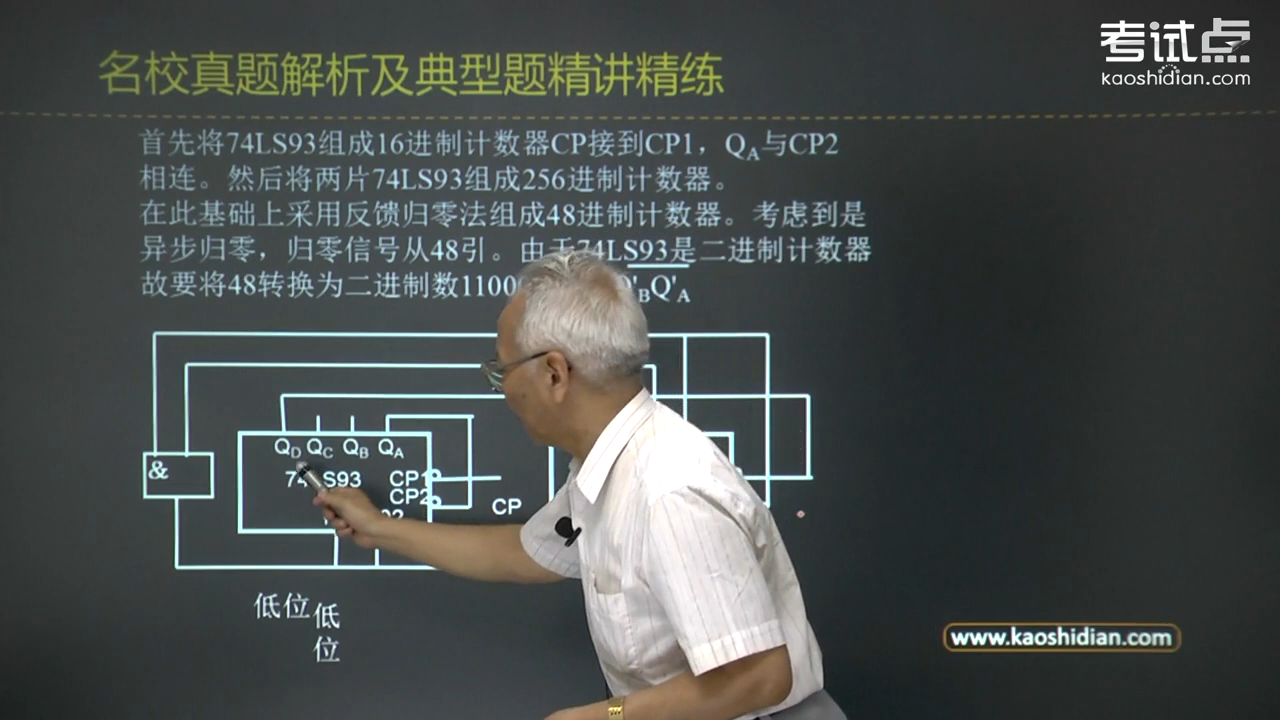 考试点
kaoshidian.com
名校真题解析及典型题精讲精练
首先将74LS93组成16进制计数器CP接到CP1，QA与CP2
相连。然后将两片74LS93组成256进制计数器。
在此基础上采用反馈归零法组成48进制计数器。考虑到是
异步归零，归零信号从48引。由于74LS93是二进制计数器
故要将48转换为二进制数1100 Q'BQ'A
QD QC QB QA
& 74 S93 CP1
CP2
CP
低位
低
位
www.kaoshidian.com